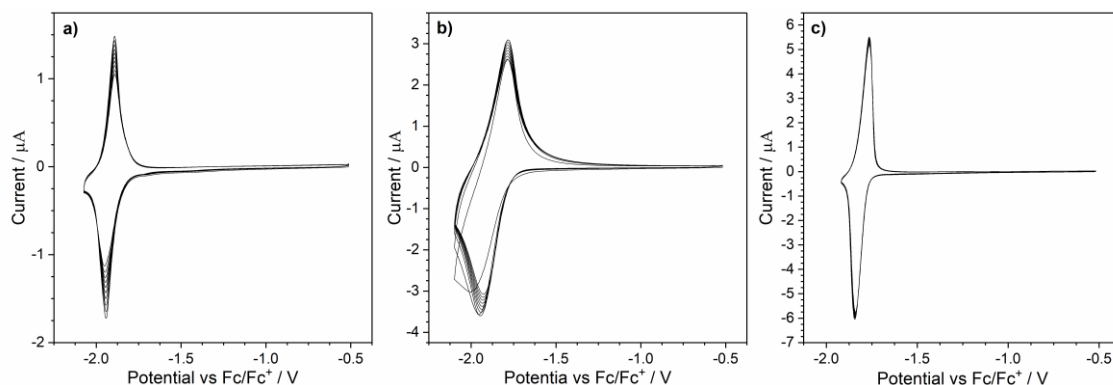 a)
1
0
-1
-2
Current / μA
-2.0 -1.5 -1.0 -0.5
Potential vs Fc/Fc+ / V
b)
3
2
1
0
-1
-2
-3
-4
Current / μA
-2.0 -1.5 -1.0 -0.5
Potential vs Fc/Fc+ / V
c)
6
5
4
3
2
1
0
-1
-2
-3
-4
-5
-6
-7
Current / μA
-2.0 -1.5 -1.0 -0.5
Potential vs Fc/Fc+ / V